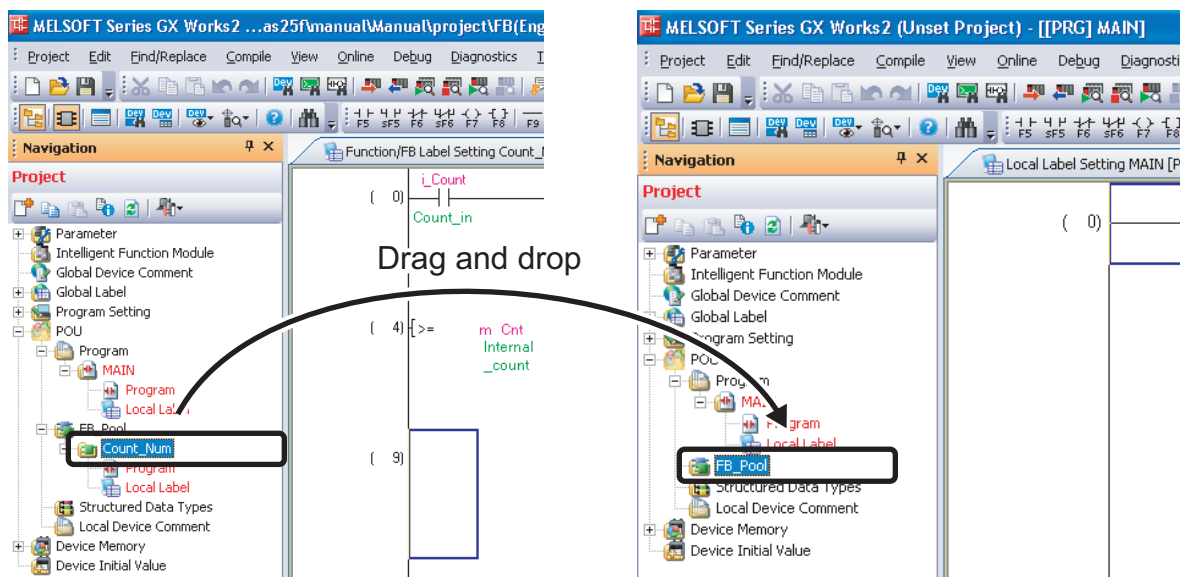 MELSOFT Series GX Works2 ...as25f\manual\Manual\project\FB(Eng
Project Edit Find/Replace Compile View Online Debug Diagnostics
F5 sF5 F6 sF6 F7 F8 F9
Navigation
Function/FB Label Setting Count_
Project
Parameter
Intelligent Function Module
Global Device Comment
Global Label
Program Setting
POU
Program
MAIN
Program
Local Label
FB_Pool
Count_Num
Program
Local Label
Structured Data Types
Local Device Comment
Device Memory
Device Initial Value
( 0)
i_Count
Count_in
( 4) [>= m_Cnt
Internal
_count
( 9)
Drag and drop
MELSOFT Series GX Works2 (Unset Project) - [[PRG] MAIN]
Project Edit Find/Replace Compile View Online Debug Diagnosti
F5 sF5 F6 sF6 F7 F8
Navigation
Local Label Setting MAIN [P
Project
Parameter
Intelligent Function Module
Global Device Comment
Global Label
Program Setting
POU
Program
MAIN
Program
Local Label
FB_Pool
Structured Data Types
Local Device Comment
Device Memory
Device Initial Value
( 0)